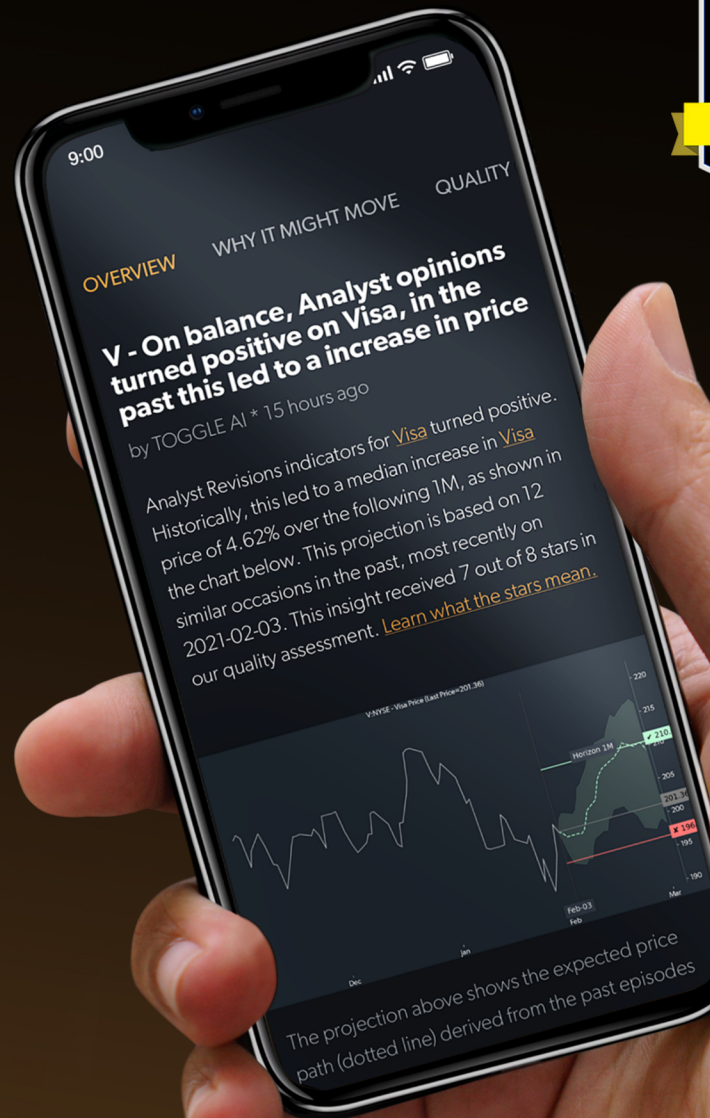 9:00
OVERVIEW WHY IT MIGHT MOVE QUALITY
V - On balance, Analyst opinions
turned positive on Visa, in the
past this led to a increase in price
by TOGGLE AI * 15 hours ago
Analyst Revisions indicators for Visa turned positive.
Historically, this led to a median increase in Visa
price of 4.62% over the following 1M, as shown in
the chart below. This projection is based on 12
similar occasions in the past, most recently on
2021-02-03. This insight received 7 out of 8 stars in
our quality assessment. Learn what the stars mean.
V:NYSE - Visa Price (Last Price=201.36)
220
215
Horizon 1M
✔ 210.
205
201.36
200
✘ 196
195
190
Feb-03
Dec Jan Feb Mar
The projection above shows the expected price
path (dotted line) derived from the past episodes